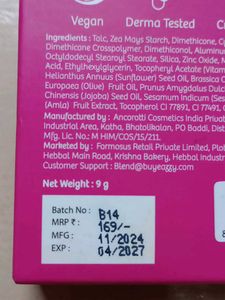 Vegan
Derma Tested
Ingredients : Talc, Zea Mays Starch, Dimethicone,
Dimethicone Crosspolymer, Dimethiconol,
Octyldodecyl Stearoyl Stearate, Silica, Zinc Oxide,
Acid, Ethylhexylglycerin, Tocopheryl Acetate
Helianthus Annuus (Sunflower) Seed Oil, Brassica
Europaea (Olive) Fruit Oil, Prunus Amygdalus Dulcis
Chinensis (Jojoba) Seed Oil, Sesamum Indicum
Fruit Extract, Tocopherol, CI 77891, CI 77491,
Manufactured by : Ancorotti Cosmetics India
Industrial Area, Katha, Bhatolikalan, PO Baddi,
Mfg. Lic. No.: M HIM/COS/15/211.
Marketed by : Formosus Retail Private Limited,
Hebbal Main Road, Krishna Bakery, Hebbal
Customer Support : Blend@buyeazzy.com
Net Weight : 9 g
Batch No : B14
MRP ₹ : 169/-
MFG : 11/2024
EXP : 04/2027